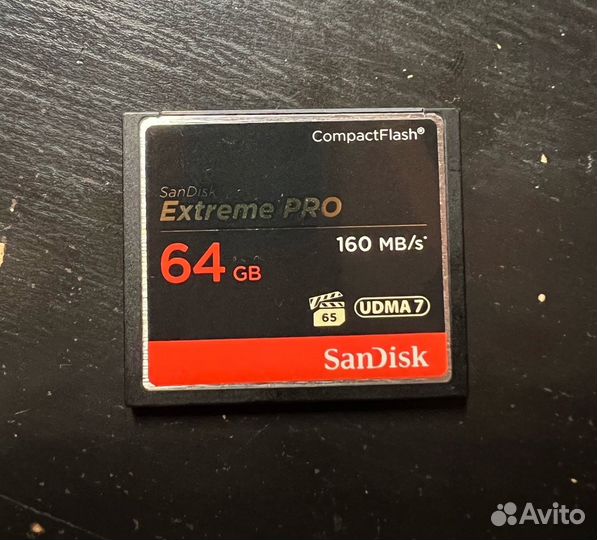 CompactFlash®
SanDisk
Extreme PRO
160 MB/s*
64 GB
65 UDMA 7
SanDisk
Avito